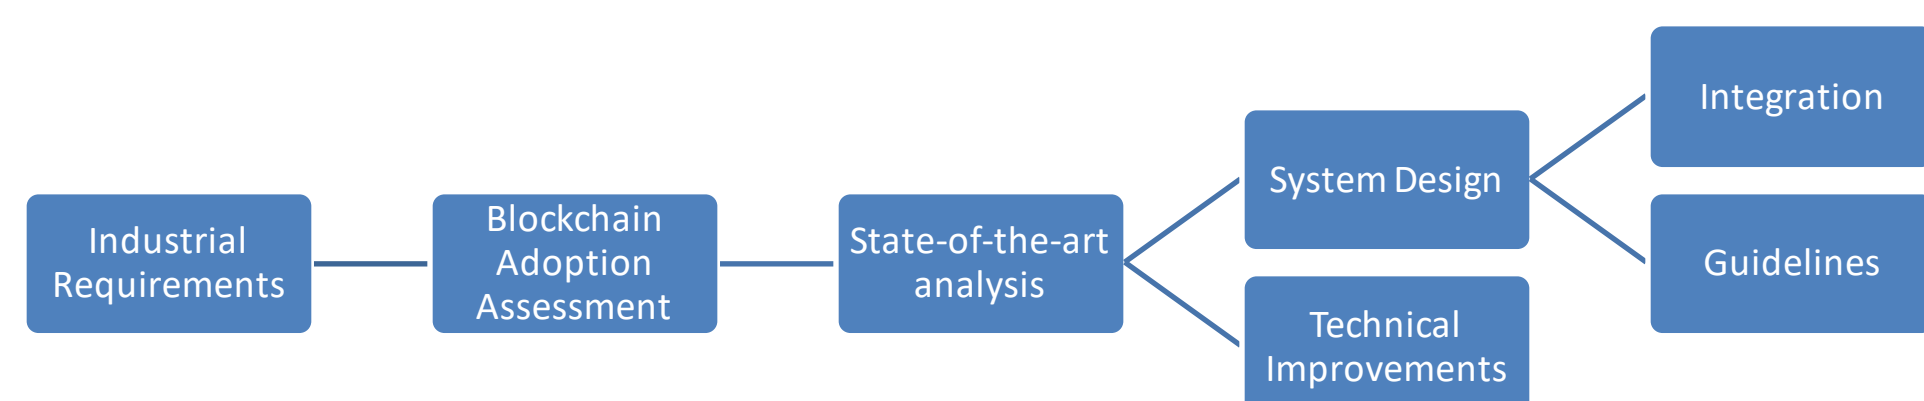 Industrial
Requirements
Blockchain
Adoption
Assessment
State-of-the-art
analysis
System Design
Technical
Improvements
Integration
Guidelines